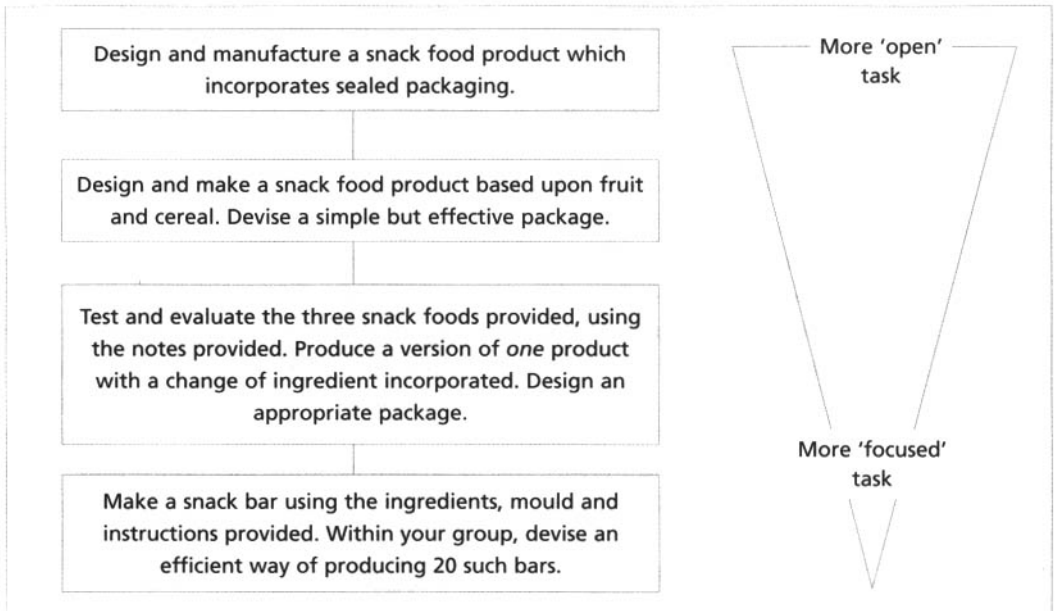 Design and manufacture a snack food product which
incorporates sealed packaging.
Design and make a snack food product based upon fruit
and cereal. Devise a simple but effective package.
Test and evaluate the three snack foods provided, using
the notes provided. Produce a version of one product
with a change of ingredient incorporated. Design an
appropriate package.
Make a snack bar using the ingredients, mould and
instructions provided. Within your group, devise an
efficient way of producing 20 such bars.
More 'open'
task
More 'focused'
task